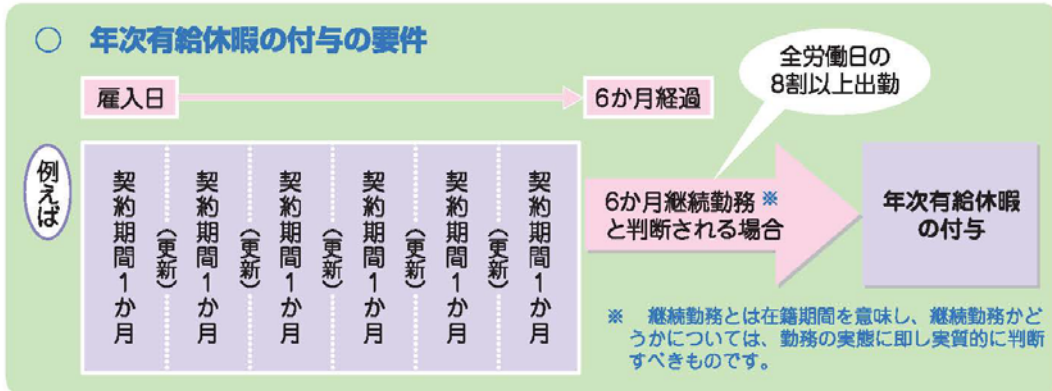 ○ 年次有給休暇の付与の要件
全労働日の
8割以上出勤
雇入日
6か月経過
例えば
契約期間1か月
(更新)
契約期間1か月
(更新)
契約期間1か月
(更新)
契約期間1か月
(更新)
契約期間1か月
(更新)
契約期間1か月
6か月継続勤務※
と判断される場合
年次有給休暇
の付与
※ 継続勤務とは在籍期間を意味し、継続勤務かど
うかについては、勤務の実態に即し実質的に判断
すべきものです。